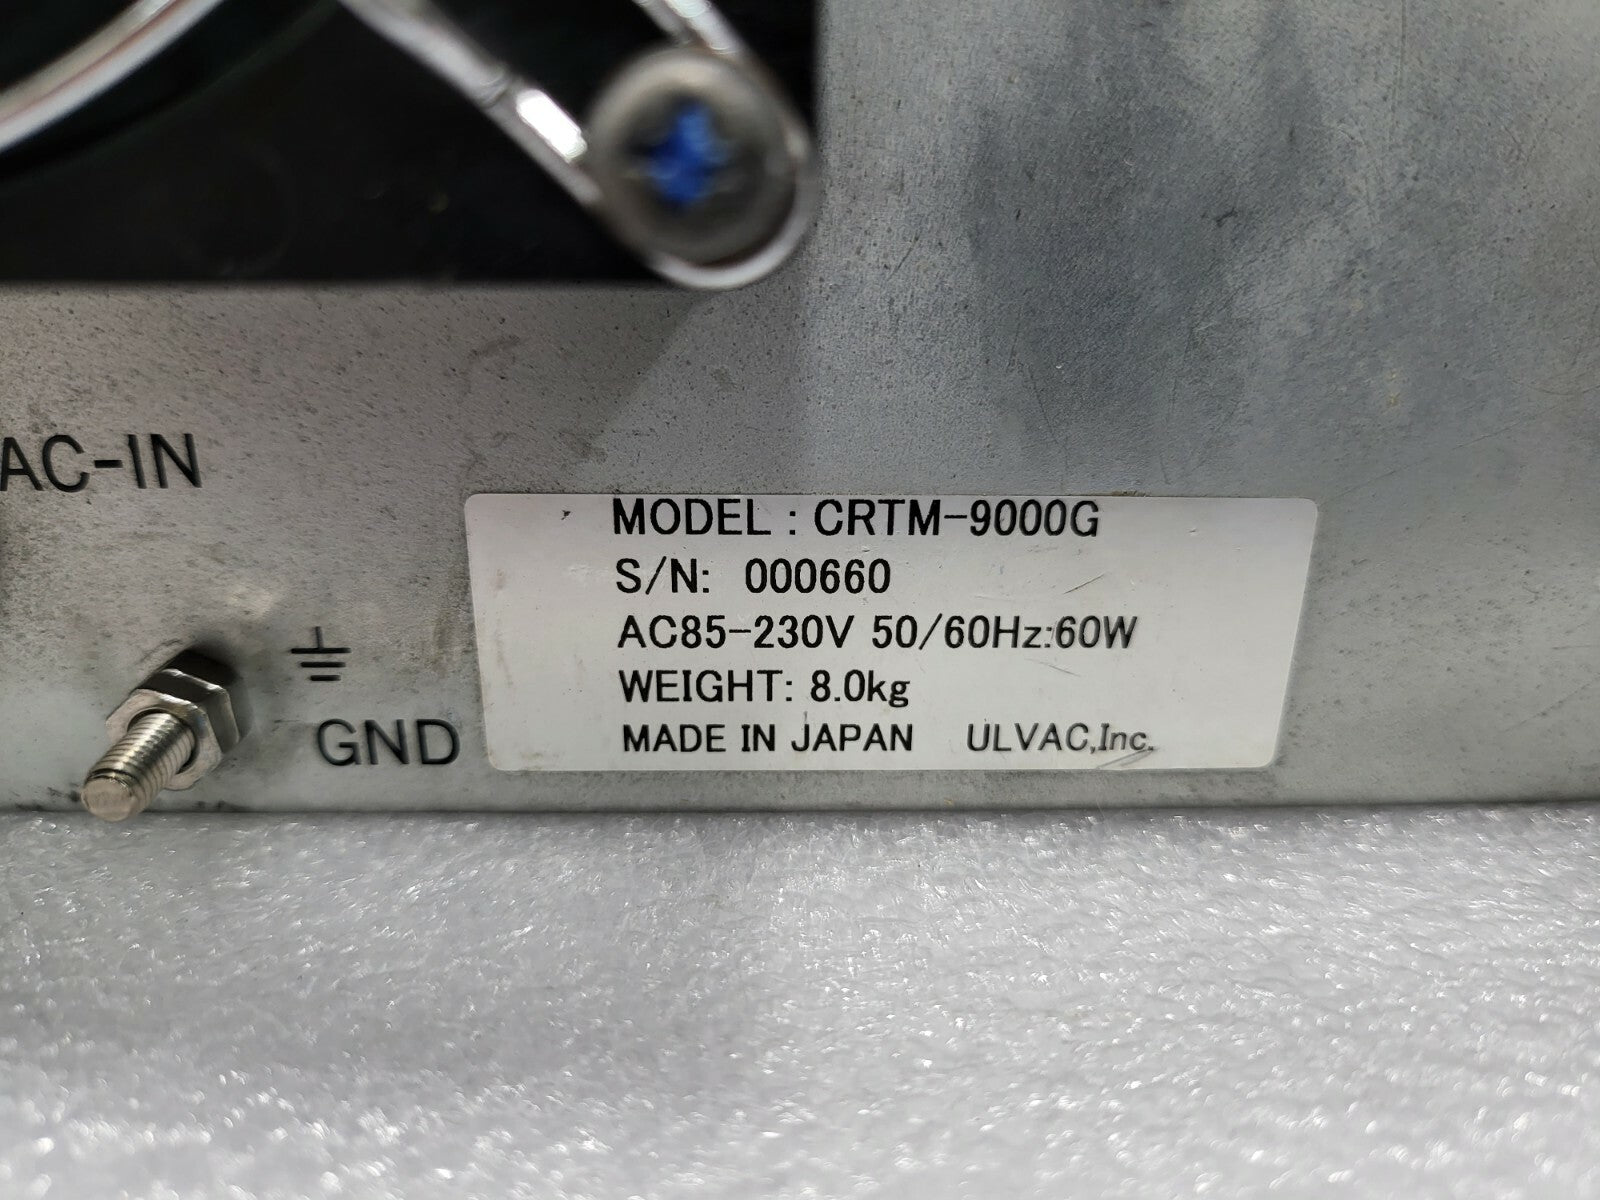 AC-IN
MODEL : CRTM-9000G
S/N: 000660
AC85-230V 50/60Hz:60W
WEIGHT: 8.0kg
MADE IN JAPAN ULVAC,Inc.
GND